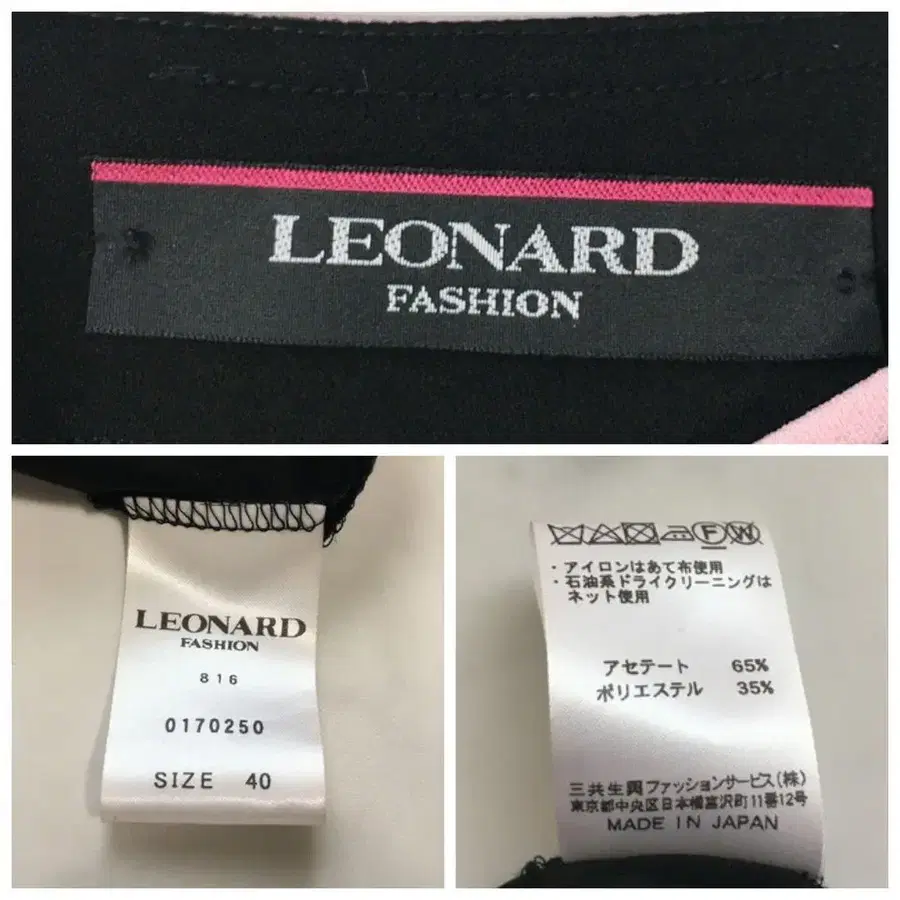 LEONARD
FASHION
LEONARD
FASHION
816
0170250
SIZE 40
F W
・アイロンはあて布使用
・石油系ドライクリーニングは
ネット使用
アセテート 65%
ポリエステル 35%
三共生興ファッションサービス(株)
東京都中央区日本橋富沢町11番12号
MADE IN JAPAN